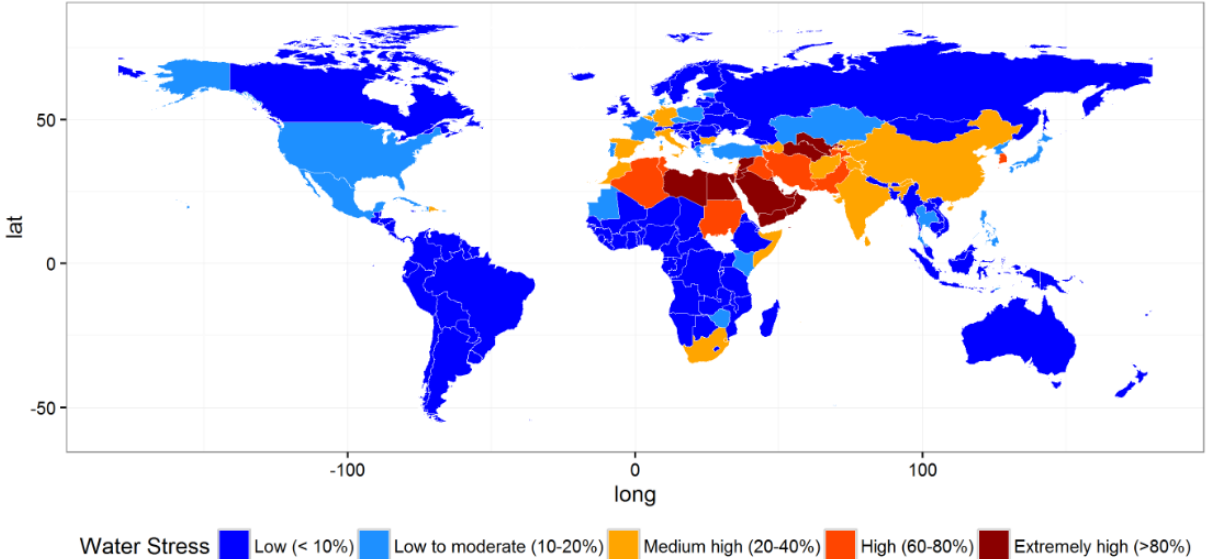 50
0
-50
lat
-100
0
100
long
Water Stress
Low (< 10%)
Low to moderate (10-20%)
Medium high (20-40%)
High (60-80%)
Extremely high (>80%)